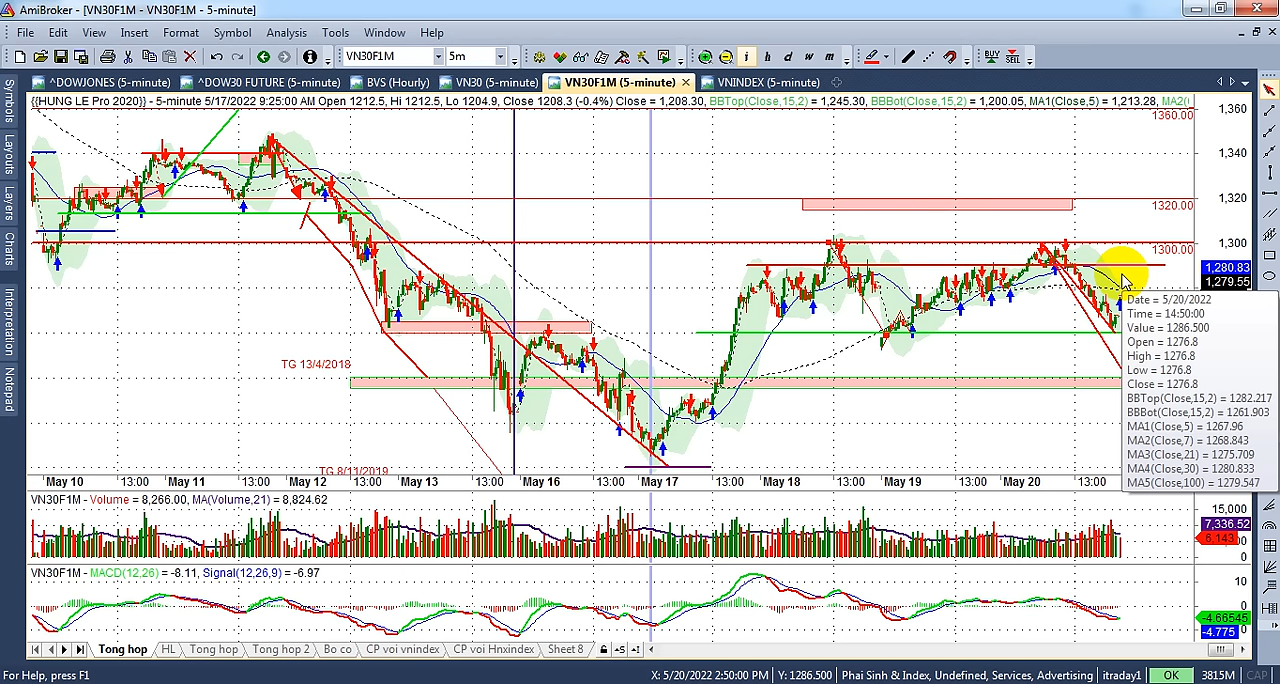 AmiBroker - [VN30F1M - VN30F1M - 5-minute]
File Edit View Insert Format Symbol Analysis Tools Window Help
VN30F1M 5m i h d w m BUY SELL
^DOWJONES (5-minute) ^DOW30 FUTURE (5-minute) BVS (Hourly) VN30 (5-minute) VN30F1M (5-minute) VNINDEX (5-minute)
Symbols
Layouts
Layers
Charts
Interpretation
Notepad
{{HUNG LE Pro 2020}} - 5-minute 5/17/2022 9:25:00 AM Open 1212.5, Hi 1212.5, Lo 1204.9, Close 1208.3 (-0.4%) Close = 1,208.30, BBTop(Close,15,2) = 1,245.30, BBBot(Close,15,2) = 1,200.05, MA1(Close,5) = 1,213.28, MA2(
1,360
1360.00
1,340
1,320
1320.00
1,300
1300.00
1,280.83
1,279.55
Date = 5/20/2022
Time = 14:50:00
Value = 1286.500
Open = 1276.8
High = 1276.8
Low = 1276.8
Close = 1276.8
BBTop(Close,15,2) = 1282.217
BBBot(Close,15,2) = 1261.903
MA1(Close,5) = 1267.96
MA2(Close,7) = 1268.843
MA3(Close,21) = 1275.709
MA4(Close,30) = 1280.833
MA5(Close,100) = 1279.547
TG 13/4/2018
TG 8/11/2019
May 10 13:00 May 11 13:00 May 12 13:00 May 13 13:00 May 16 13:00 May 17 13:00 May 18 13:00 May 19 13:00 May 20 13:00
VN30F1M - Volume = 8,266.00, MA(Volume,21) = 8,824.62
15,000
7,336.52
6,143
0
VN30F1M - MACD(12,26) = -8.11, Signal(12,26,9) = -6.97
10
0
-4.66545
-4.775
Tong hop HL Tong hop Tong hop 2 Bo co CP voi vnindex CP voi Hnxindex Sheet 8
For Help, press F1 X: 5/20/2022 2:50:00 PM Y: 1286.500 Phai Sinh & Index, Undefined, Services, Advertising itraday1 OK 3815M CAP